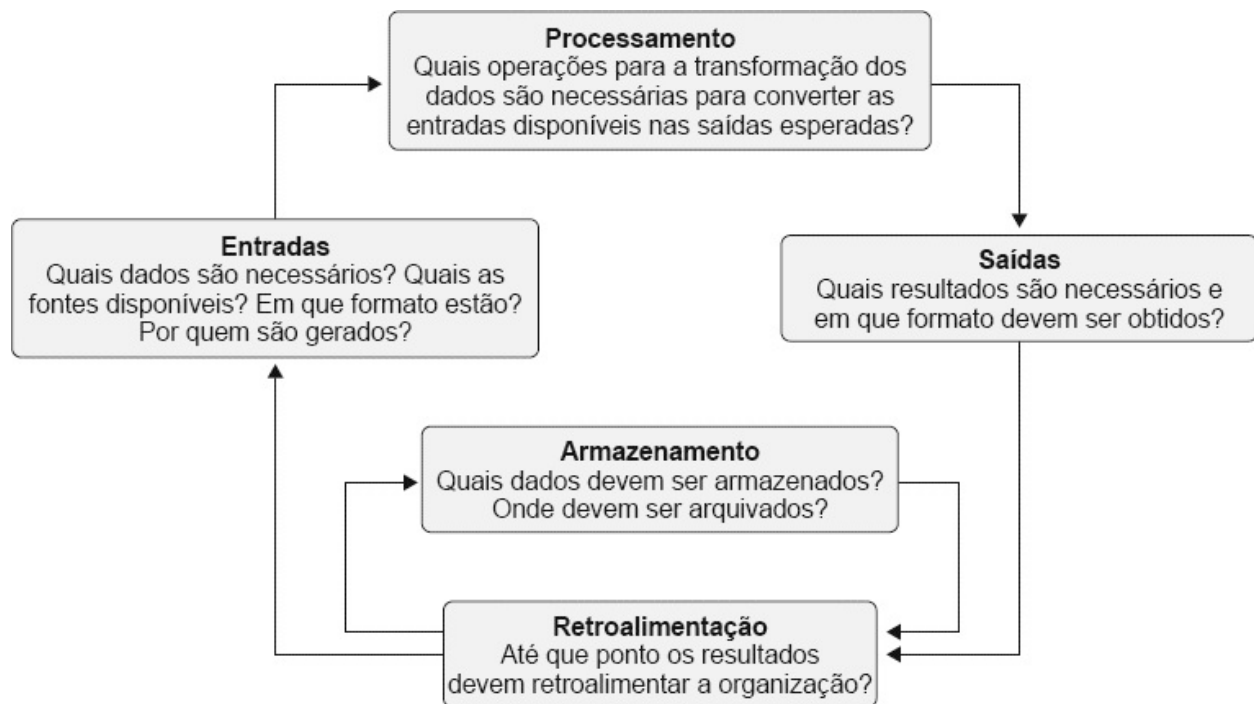 Processamento
Quais operações para a transformação dos
dados são necessárias para converter as
entradas disponíveis nas saídas esperadas?
Entradas
Quais dados são necessários? Quais as
fontes disponíveis? Em que formato estão?
Por quem são gerados?
Saídas
Quais resultados são necessários e
em que formato devem ser obtidos?
Armazenamento
Quais dados devem ser armazenados?
Onde devem ser arquivados?
Retroalimentação
Até que ponto os resultados
devem retroalimentar a organização?